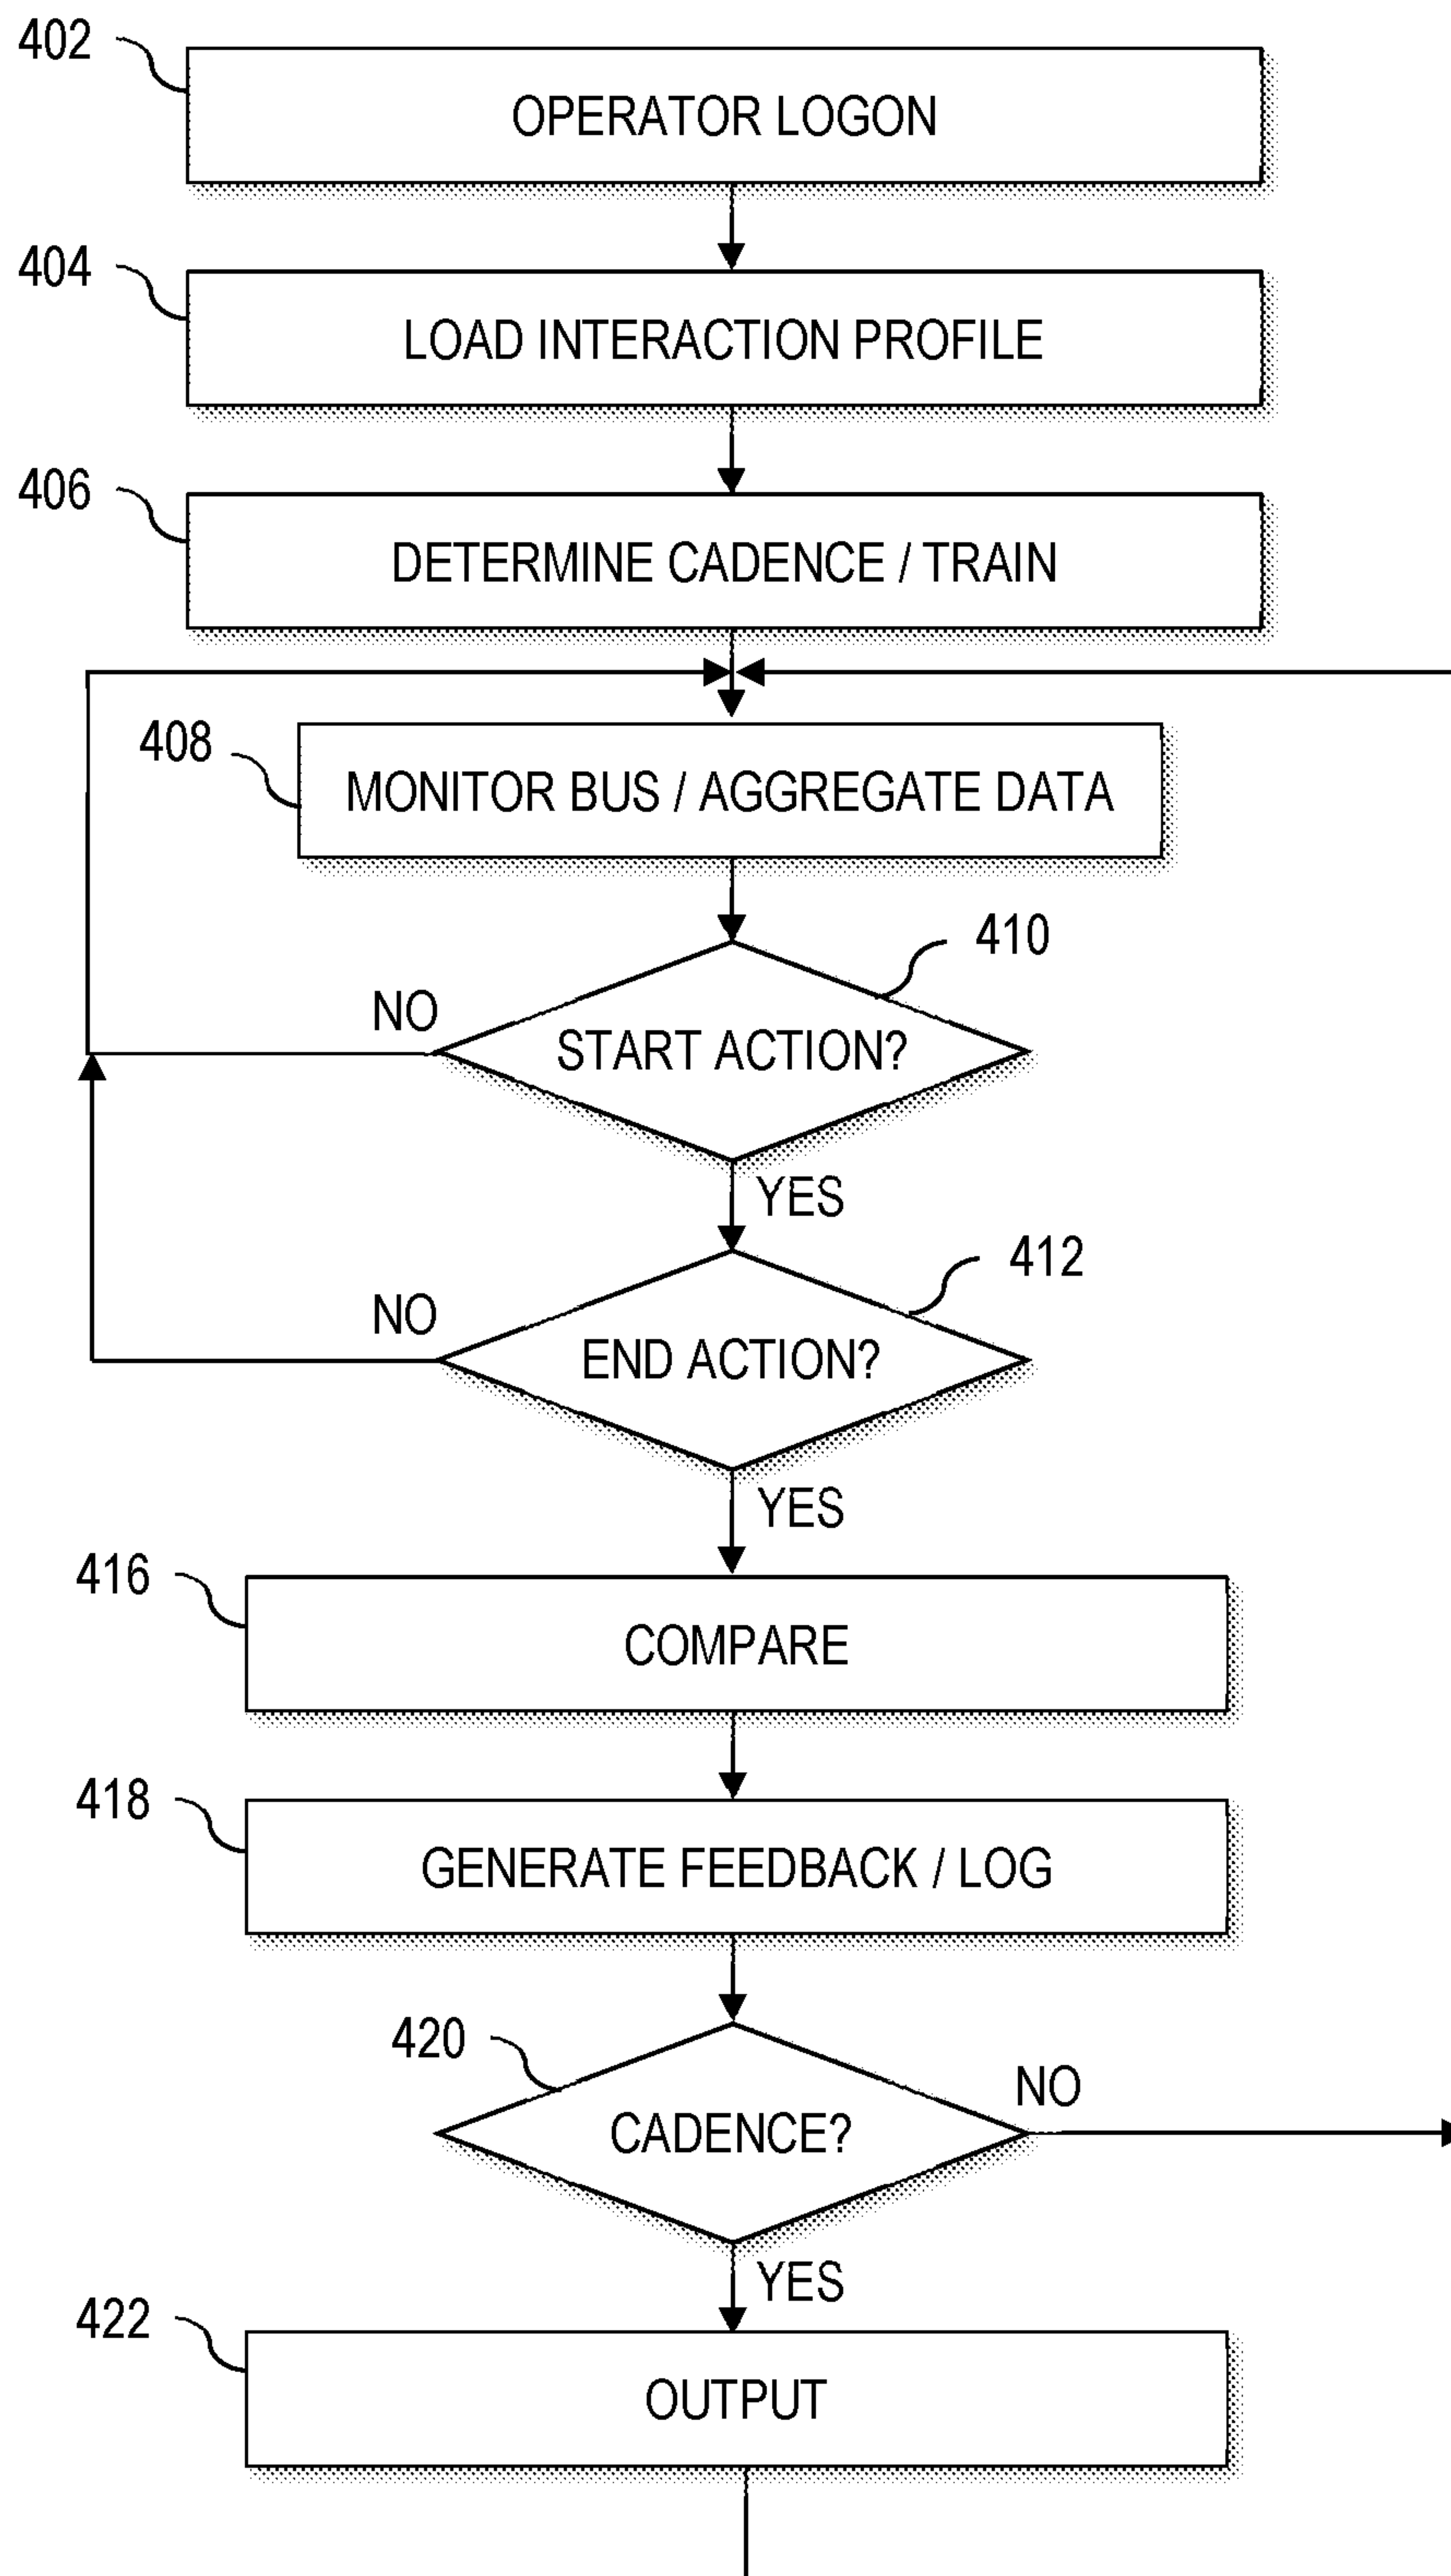 402
OPERATOR LOGON
404
LOAD INTERACTION PROFILE
406
DETERMINE CADENCE / TRAIN
408
MONITOR BUS / AGGREGATE DATA
410
NO
START ACTION?
YES
412
NO
END ACTION?
YES
416
COMPARE
418
GENERATE FEEDBACK / LOG
420
NO
CADENCE?
YES
422
OUTPUT